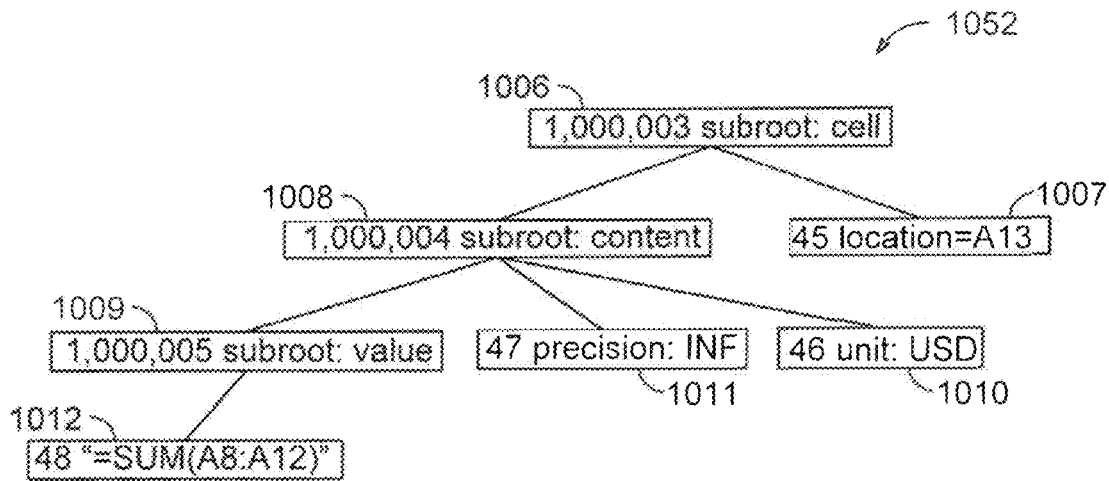 1052
1006
1,000,003 subroot: cell
1008
1007
1,000,004 subroot: content
45 location=A13
1009
1,000,005 subroot: value
47 precision: INF
46 unit: USD
1011
1010
1012
48 "=SUM(A8:A12)"